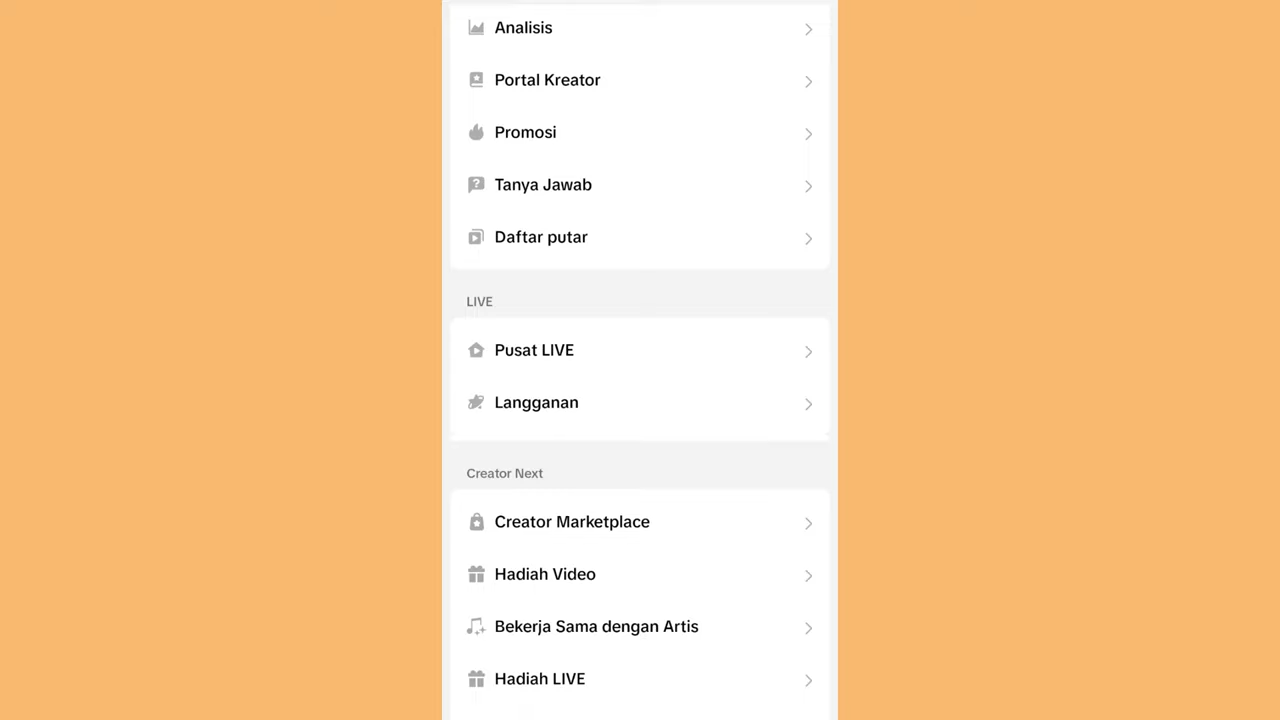 Analisis
Portal Kreator
Promosi
Tanya Jawab
Daftar putar
LIVE
Pusat LIVE
Langganan
Creator Next
Creator Marketplace
Hadiah Video
Bekerja Sama dengan Artis
Hadiah LIVE